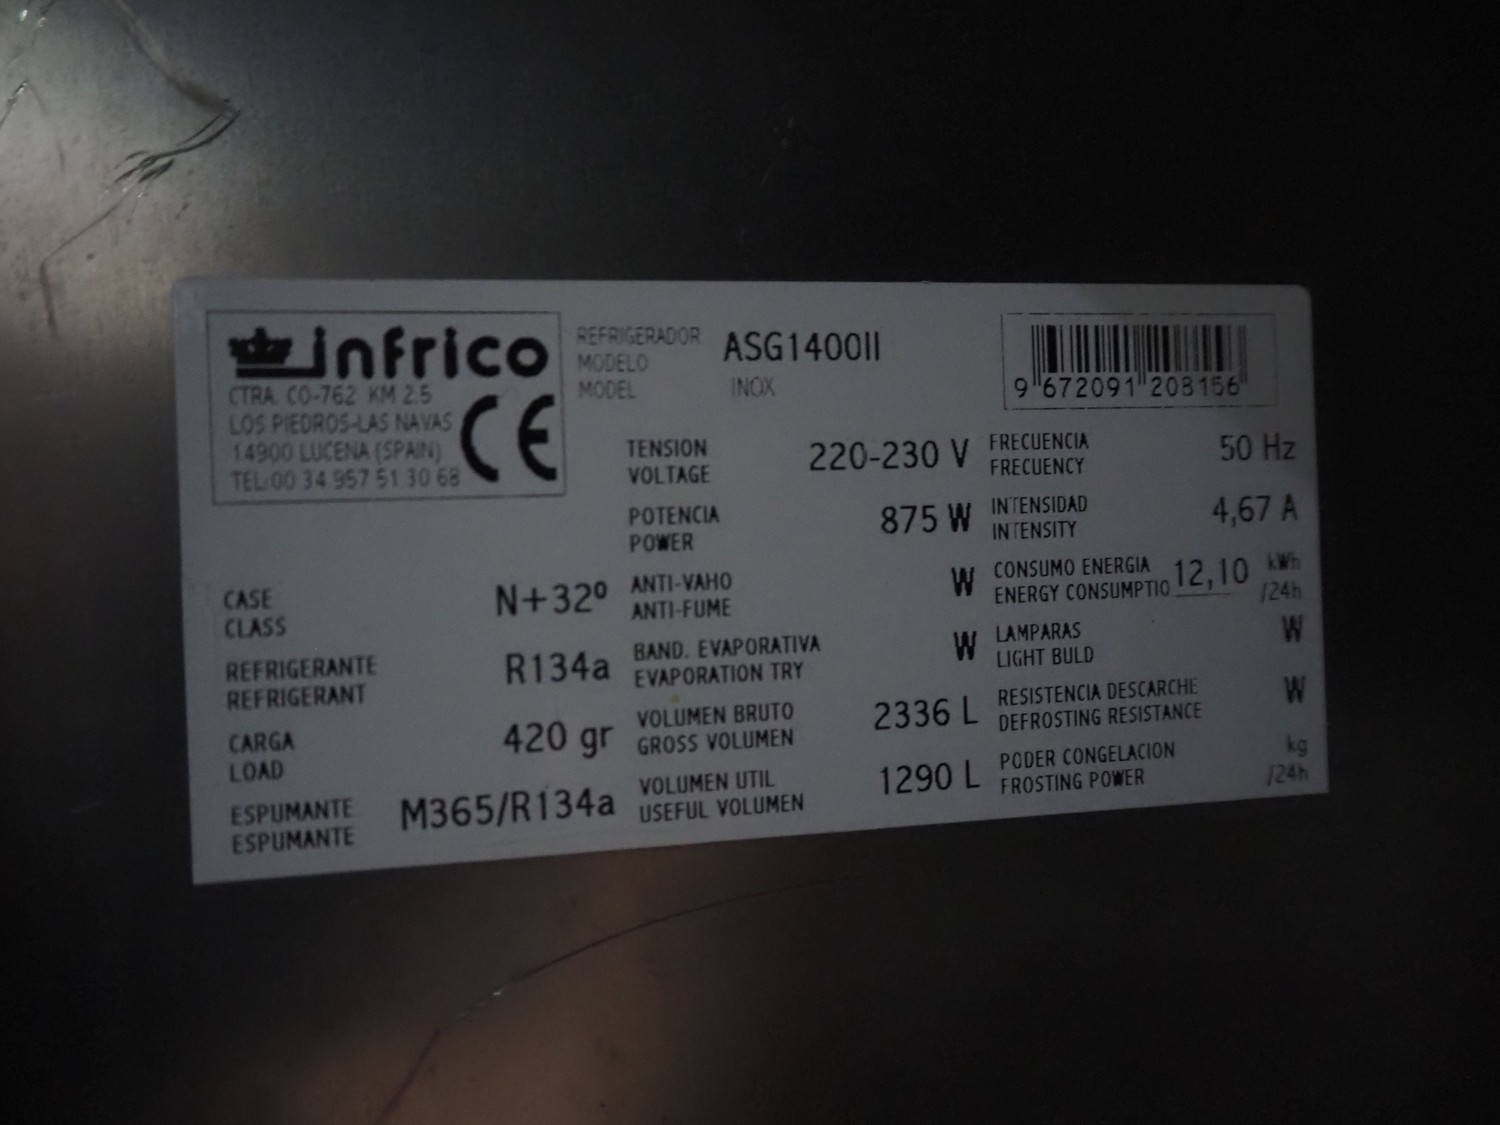 infrico
CTRA. CO-762 KM 2.5
LOS PIEDROS-LAS NAVAS
14900 LUCENA (SPAIN)
TEL:00 34 957 51 30 68
CE
REFRIGERADOR
MODELO
MODEL
ASG1400II
INOX
9 672091 208156
TENSION
VOLTAGE
220-230 V
FRECUENCIA
FRECUENCY
50 Hz
POTENCIA
POWER
875 W
INTENSIDAD
INTENSITY
4,67 A
CASE
CLASS
N+32º
ANTI-VAHO
ANTI-FUME
W
CONSUMO ENERGIA
ENERGY CONSUMPTIO
12,10
kWh
/24h
REFRIGERANTE
REFRIGERANT
R134a
BAND. EVAPORATIVA
EVAPORATION TRY
W
LAMPARAS
LIGHT BULD
W
CARGA
LOAD
420 gr
VOLUMEN BRUTO
GROSS VOLUMEN
2336 L
RESISTENCIA DESCARCHE
DEFROSTING RESISTANCE
W
ESPUMANTE
ESPUMANTE
M365/R134a
VOLUMEN UTIL
USEFUL VOLUMEN
1290 L
PODER CONGELACION
FROSTING POWER
kg
/24h